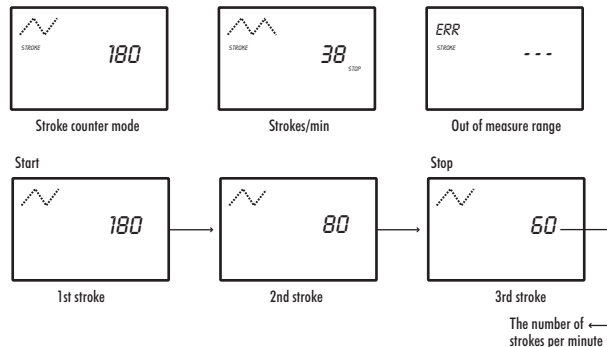 STROKE 180
STROKE 38
STOP
ERR
STROKE ---
Stroke counter mode
Strokes/min
Out of measure range
Start
Stop
180
80
60
1st stroke
2nd stroke
3rd stroke
The number of
strokes per minute